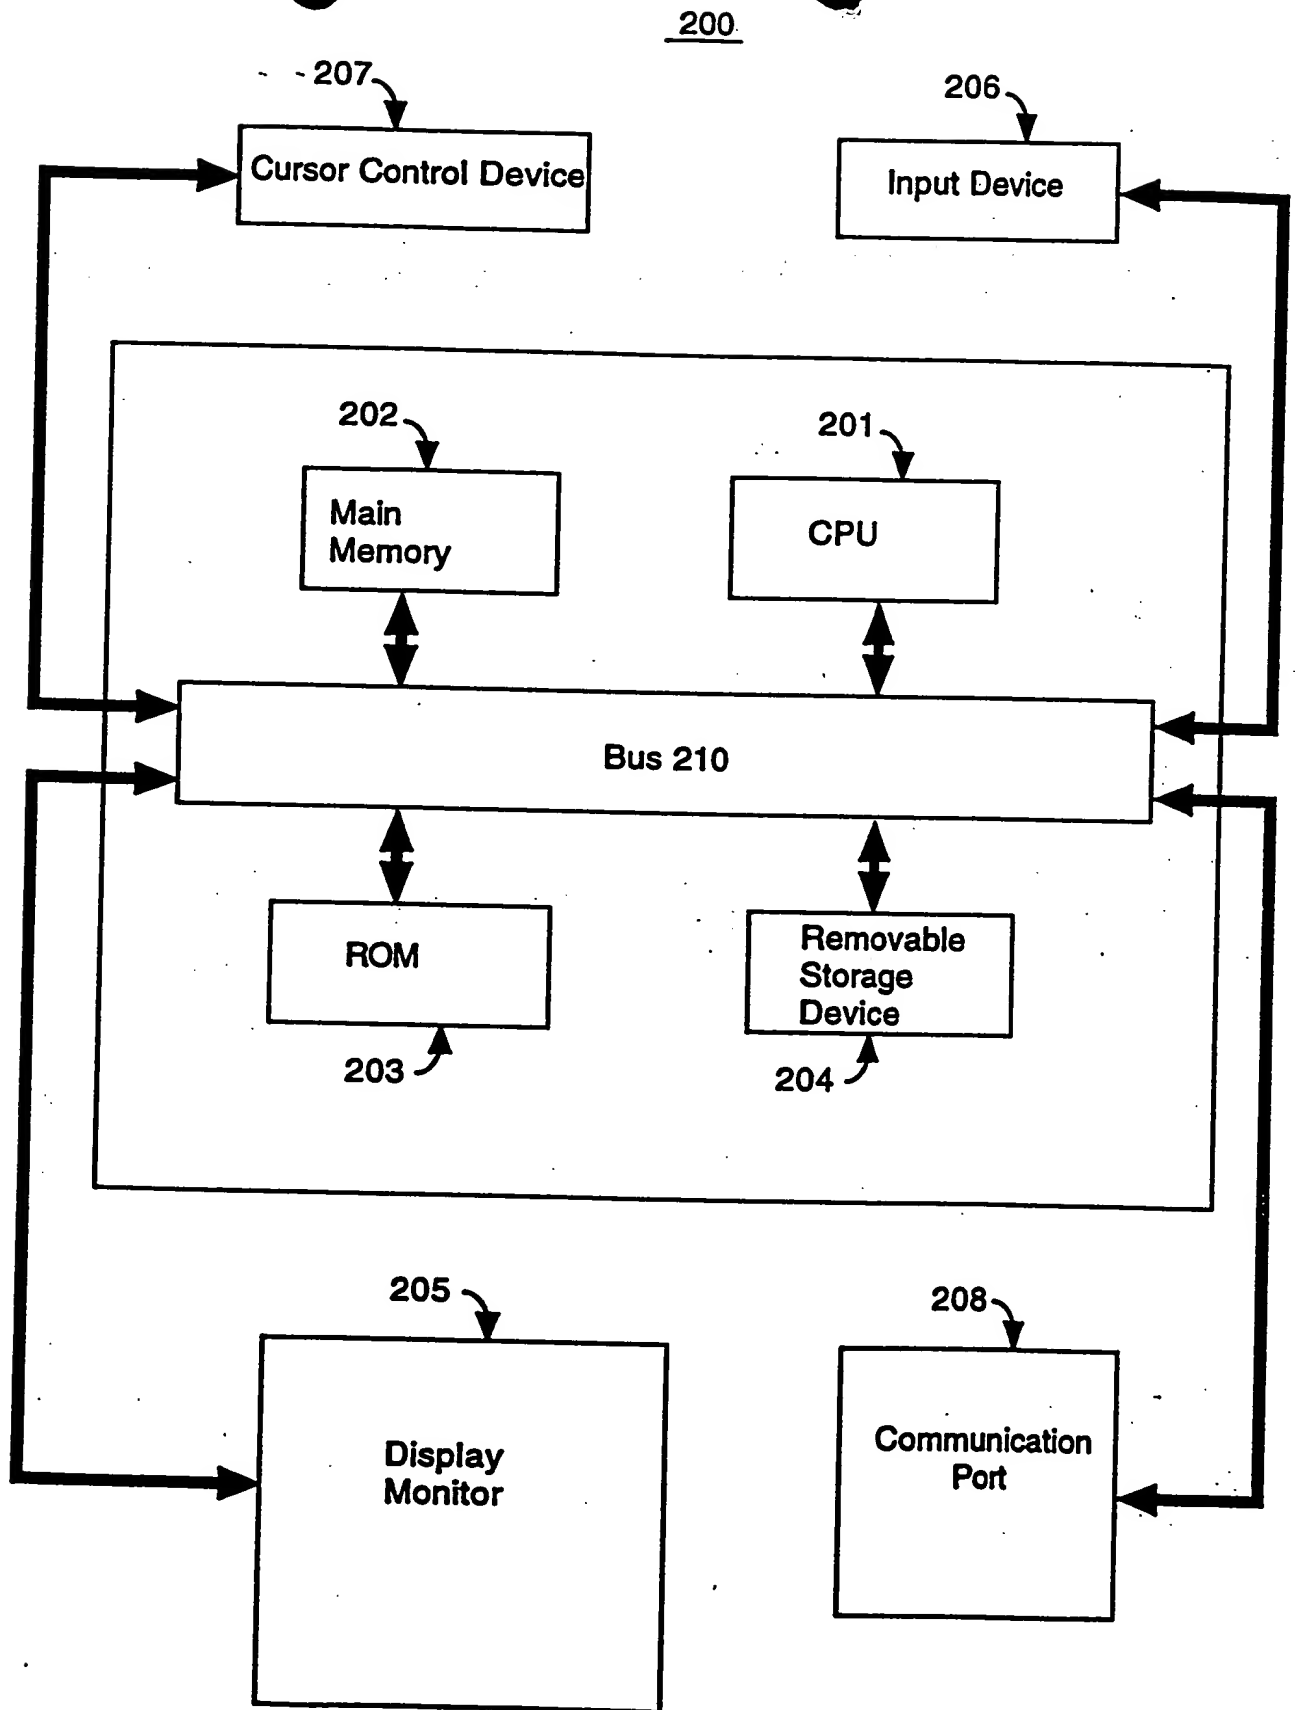 200
207
206
Cursor Control Device
Input Device
202
201
Main
Memory
CPU
Bus 210
ROM
Removable
Storage
Device
203
204
205
208
Display
Monitor
Communication
Port